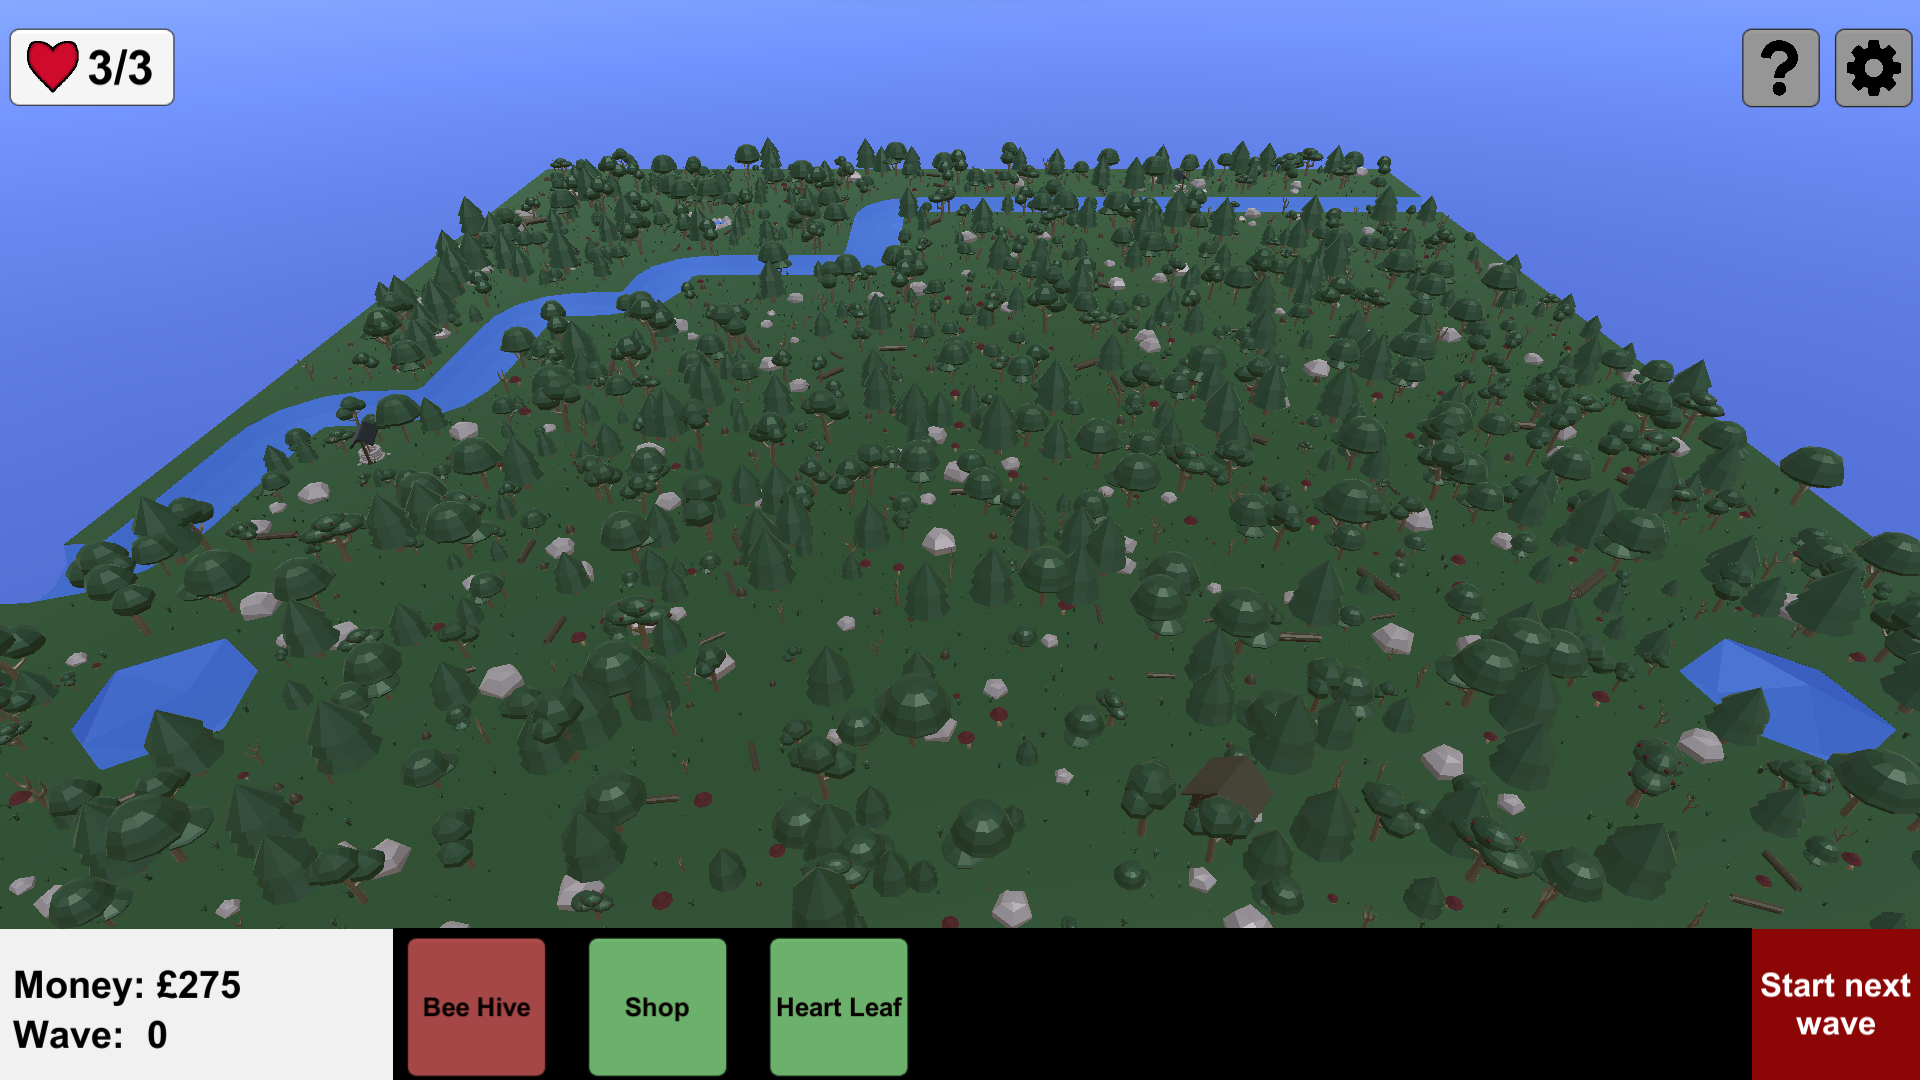 3/3
?
Money: £275
Wave: 0
Bee Hive
Shop
Heart Leaf
Start next
wave